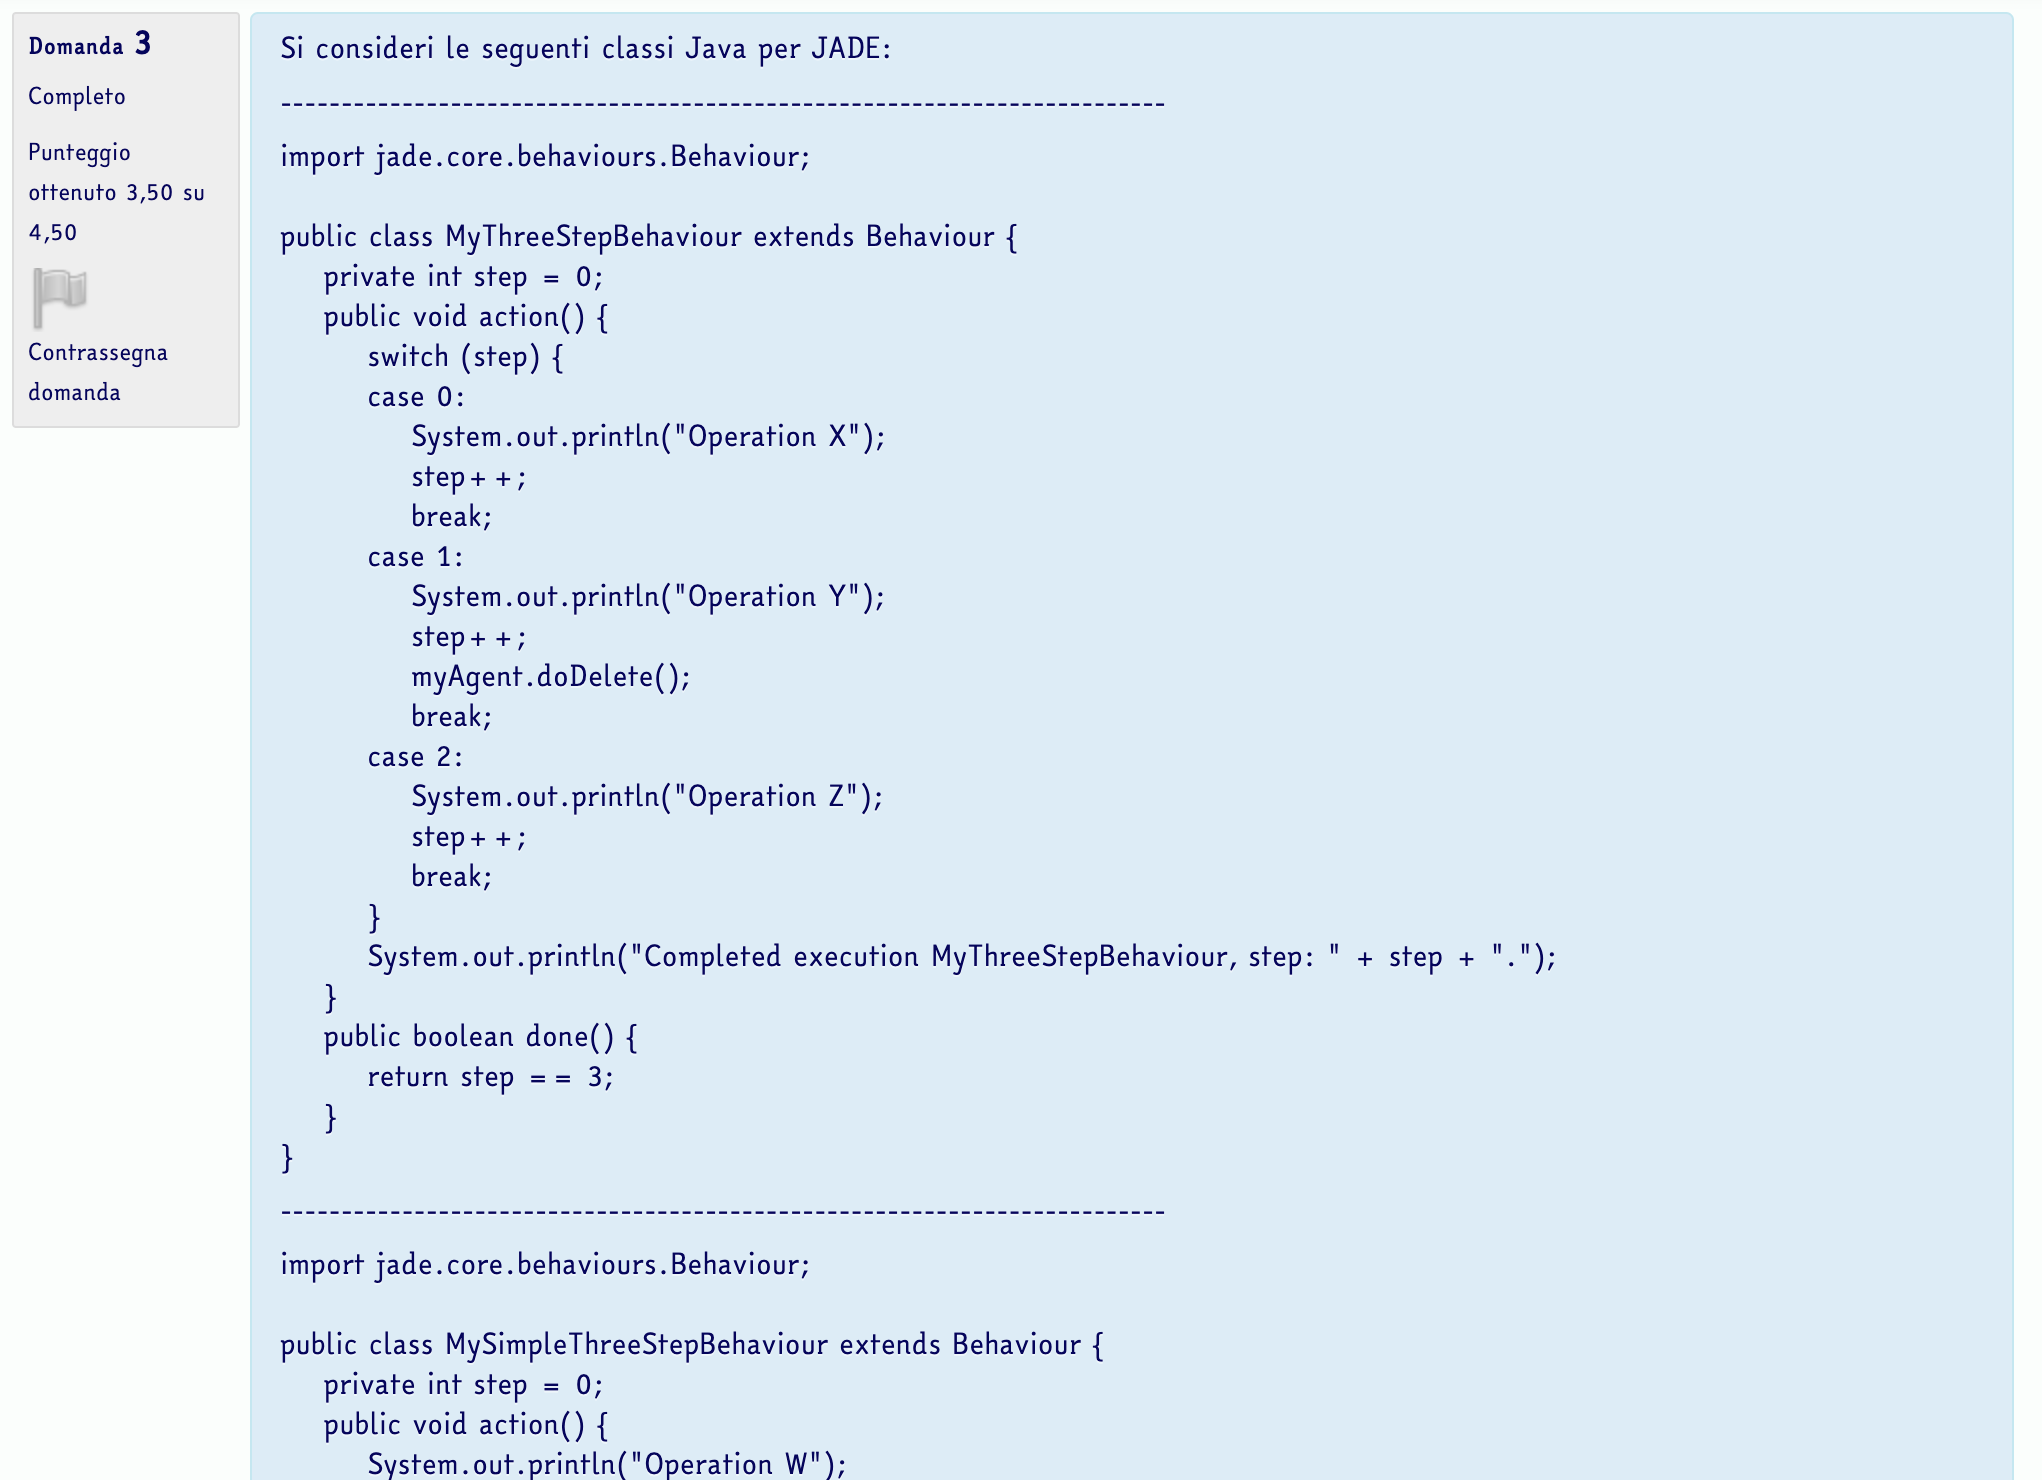 Domanda 3
Completo
Punteggio
ottenuto 3,50 su
4,50
Contrassegna
domanda
Si consideri le seguenti classi Java per JADE:
-------------------------------------------------------------------------
import jade.core.behaviours.Behaviour;
public class MyThreeStepBehaviour extends Behaviour {
private int step = 0;
public void action() {
switch (step) {
case 0:
System.out.println("Operation X");
step++;
break;
case 1:
System.out.println("Operation Y");
step++;
myAgent.doDelete();
break;
case 2:
System.out.println("Operation Z");
step++;
break;
}
System.out.println("Completed execution MyThreeStepBehaviour, step: " + step + ".");
}
public boolean done() {
return step == 3;
}
}
-------------------------------------------------------------------------
import jade.core.behaviours.Behaviour;
public class MySimpleThreeStepBehaviour extends Behaviour {
private int step = 0;
public void action() {
System.out.println("Operation W");